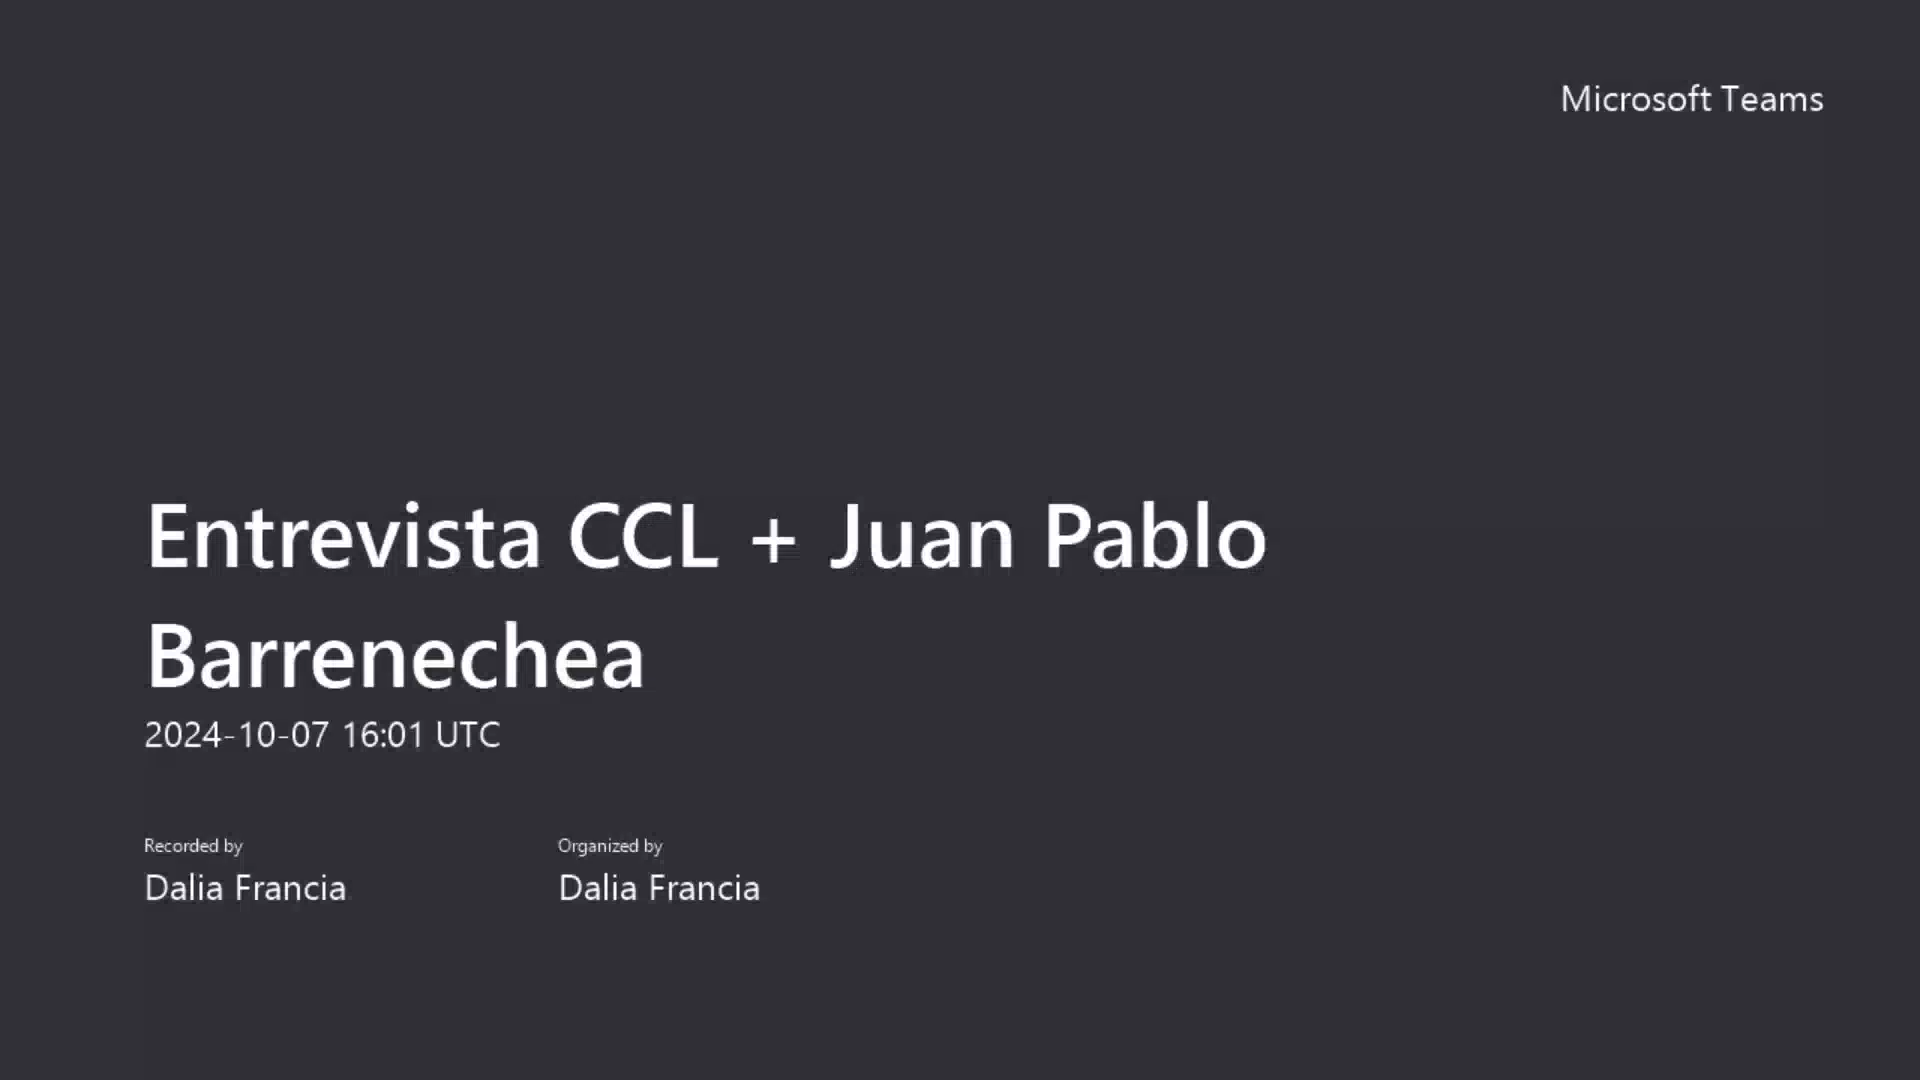 Microsoft Teams
Entrevista CCL + Juan Pablo
Barrenechea
2024-10-07 16:01 UTC
Recorded by
Organized by
Dalia Francia
Dalia Francia